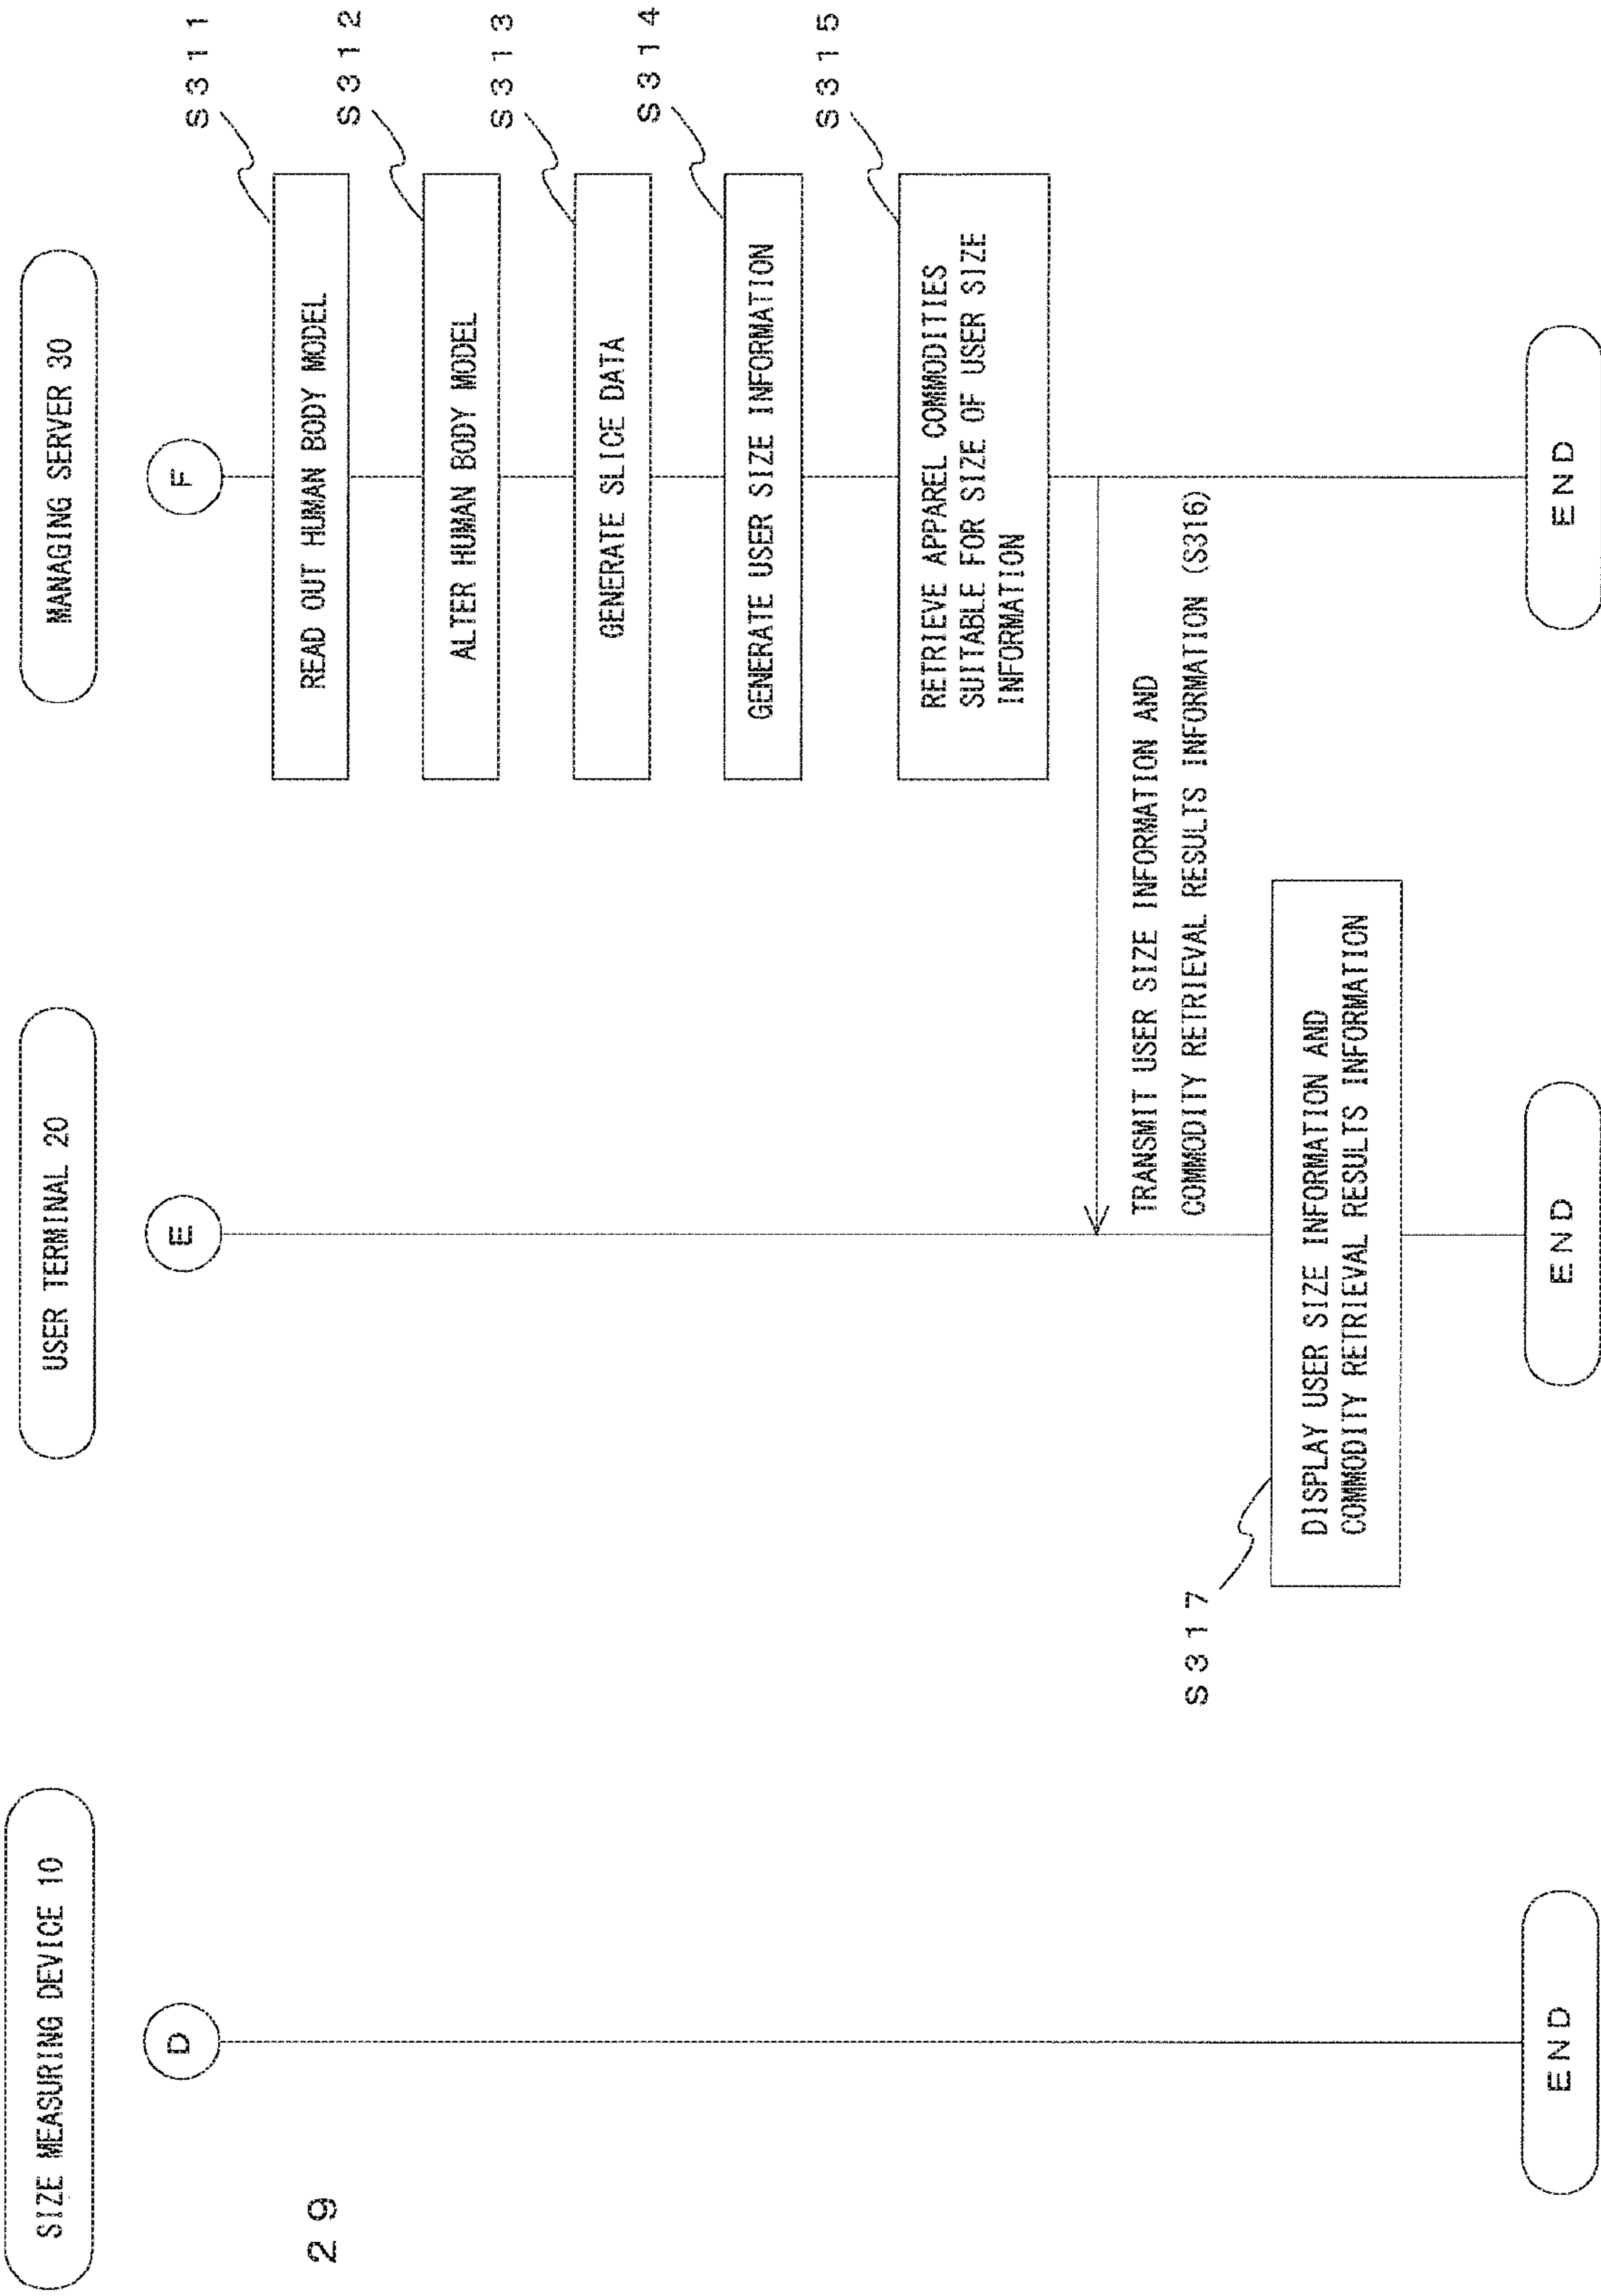 SIZE MEASURING DEVICE 10
USER TERMINAL 20
MANAGING SERVER 30
D
E
F
29
READ OUT HUMAN BODY MODEL
S311
ALTER HUMAN BODY MODEL
S312
GENERATE SLICE DATA
S313
GENERATE USER SIZE INFORMATION
S314
RETRIEVE APPAREL COMMODITIES
SUITABLE FOR SIZE OF USER SIZE
INFORMATION
S315
TRANSMIT USER SIZE INFORMATION AND
COMMODITY RETRIEVAL RESULTS INFORMATION (S316)
S317
DISPLAY USER SIZE INFORMATION AND
COMMODITY RETRIEVAL RESULTS INFORMATION
END
END
END